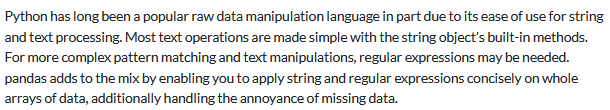 Python has long been a popular raw data manipulation language in part due to its ease of use for string
and text processing. Most text operations are made simple with the string object's built-in methods.
For more complex pattern matching and text manipulations, regular expressions may be needed.
pandas adds to the mix by enabling you to apply string and regular expressions concisely on whole
arrays of data, additionally handling the annoyance of missing data.